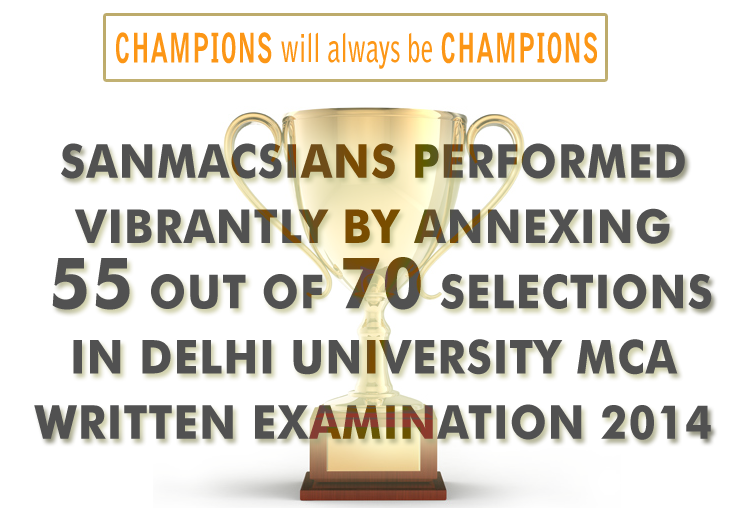 CHAMPIONS will always be CHAMPIONS
SANMACSIANS PERFORMED
VIBRANTLY BY ANNEXING
55 OUT OF 70 SELECTIONS
IN DELHI UNIVERSITY MCA
WRITTEN EXAMINATION 2014